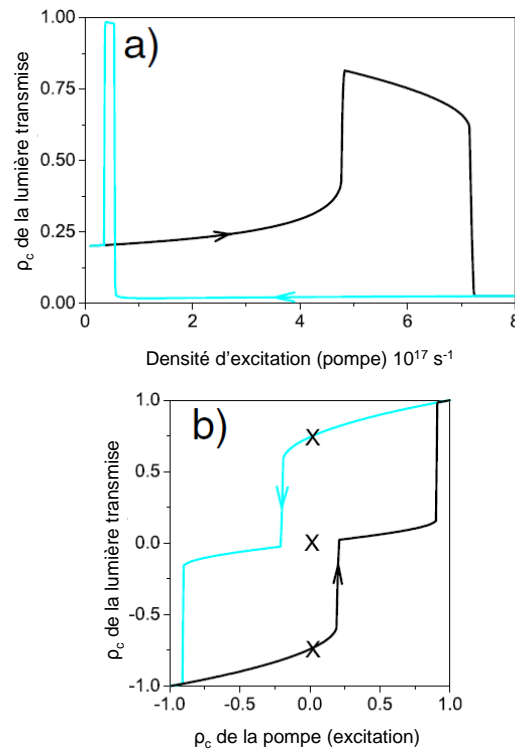 a)
ρc de la lumière transmise
1.00
0.75
0.50
0.25
0.00
0 2 4 6 8
Densité d'excitation (pompe) 10¹⁷ s⁻¹
b)
ρc de la lumière transmise
1.0
0.5
0.0
-0.5
-1.0
X
X
X
-1.0 -0.5 0.0 0.5 1.0
ρc de la pompe (excitation)